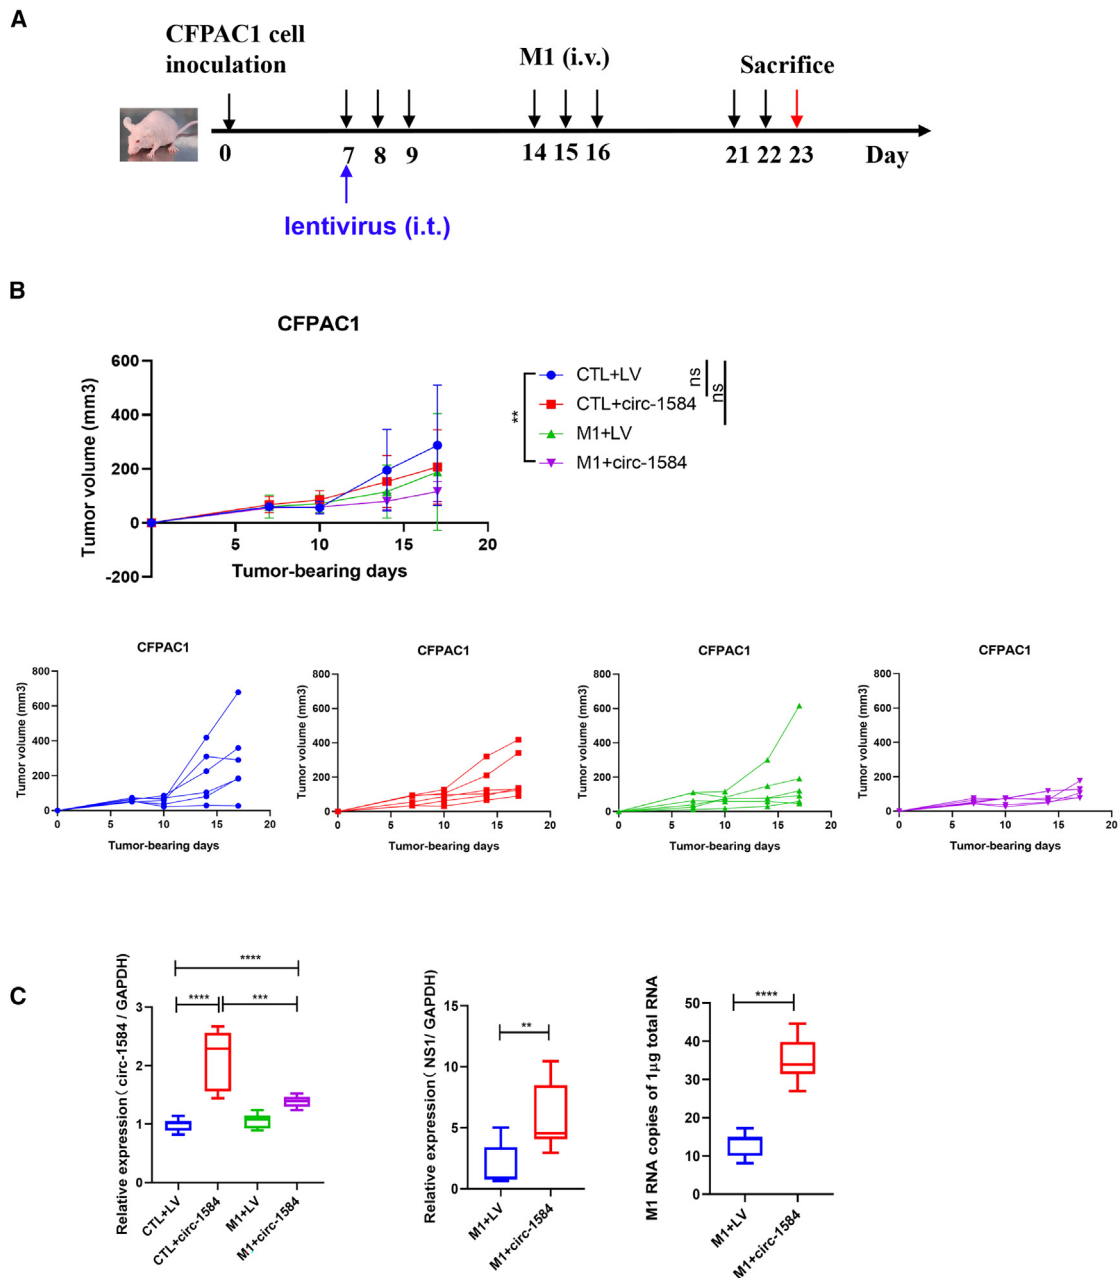 A
CFPAC1 cell
inoculation
M1 (i.v.)
Sacrifice
0 7 8 9 14 15 16 21 22 23 Day
lentivirus (i.t.)
B
CFPAC1
Tumor volume (mm3)
600
400
200
0
-200
5 10 15 20
Tumor-bearing days
**
CTL+LV
CTL+circ-1584
M1+LV
M1+circ-1584
ns
ns
CFPAC1
Tumor volume (mm3)
800
600
400
200
0
0 5 10 15 20
Tumor-bearing days
CFPAC1
Tumor volume (mm3)
800
600
400
200
0
0 5 10 15 20
Tumor-bearing days
CFPAC1
Tumor volume (mm3)
800
600
400
200
0
0 5 10 15 20
Tumor-bearing days
CFPAC1
Tumor volume (mm3)
800
600
400
200
0
0 5 10 15 20
Tumor-bearing days
C
Relative expression( circ-1584 / GAPDH)
3
2
1
0
****
****
***
CTL+LV
CTL+circ-1584
M1+LV
M1+circ-1584
Relative expression( NS1/ GAPDH)
15
10
5
0
**
M1+LV
M1+circ-1584
M1 RNA copies of 1μg total RNA
50
40
30
20
10
0
****
M1+LV
M1+circ-1584